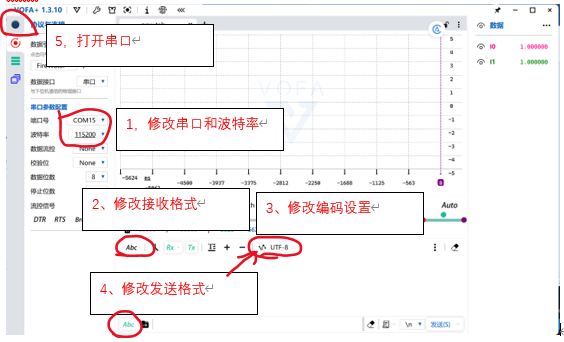 VOFA+ 1.3.10
数据
5，打开串口
I0 1.000000
I1 1.000000
数据接口 串口
串口参数配置
端口号 COM15
波特率 115200
数据流控 None
校验位 None
数据位数 8
停止位数
流控信号
DTR RTS
1，修改串口和波特率
VOFA
5
4
3
2
1
0
-1
-2
-3
-4
-5
-5624 -4500 -3937 -3375 -2812 -2250 -1688 -1125 -563 0
2、修改接收格式
3、修改编码设置
Auto
Abc Rx Tx UTF-8
4、修改发送格式
Abc \n 发送(S)